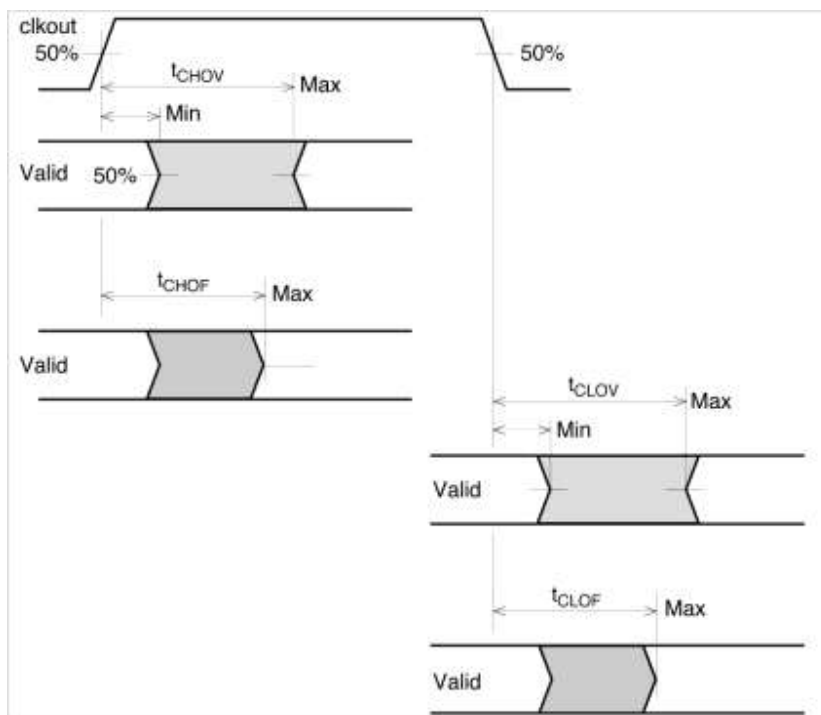 clkout
50%
50%
tCHOV
Max
Min
Valid
50%
tCHOF
Max
Valid
tCLOV
Max
Min
Valid
tCLOF
Max
Valid